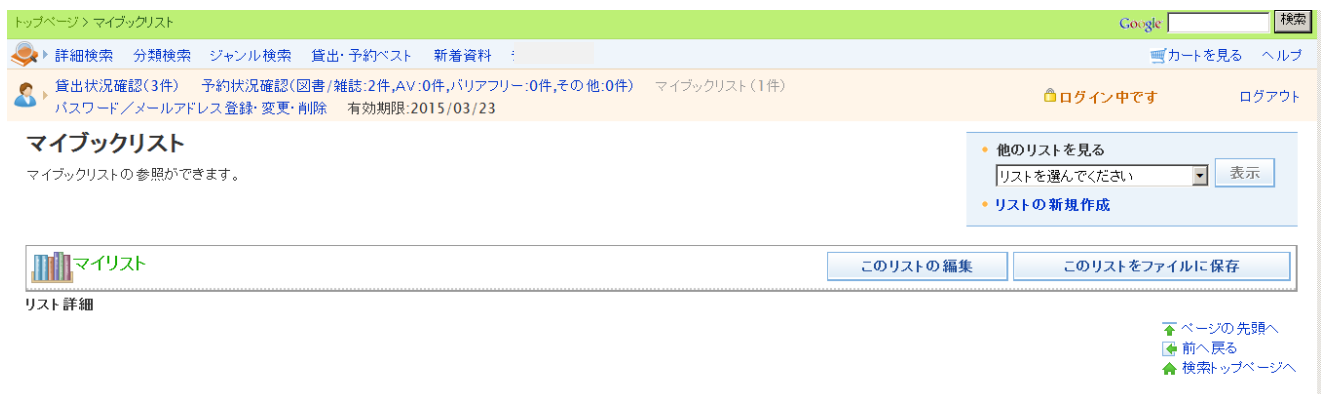 トップページ > マイブックリスト Google 検索
詳細検索 分類検索 ジャンル検索 貸出・予約ベスト 新着資料 カートを見る ヘルプ
貸出状況確認(3件) 予約状況確認(図書/雑誌:2件,AV:0件,バリアフリー:0件,その他:0件) マイブックリスト(1件)
パスワード/メールアドレス登録・変更・削除 有効期限:2015/03/23 ログイン中です ログアウト
マイブックリスト
マイブックリストの参照ができます。
他のリストを見る
リストを選んでください 表示
リストの新規作成
マイリスト このリストの編集 このリストをファイルに保存
リスト詳細
ページの先頭へ
前へ戻る
検索トップページへ